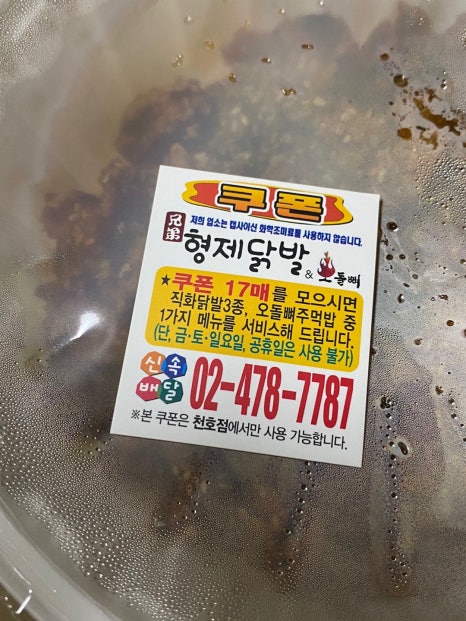 쿠폰
저희 업소는 캡사이신 화학조미료를 사용하지 않습니다.
兄弟 형제닭발 & 오돌뼈
★쿠폰 17매를 모으시면
직화닭발3종, 오돌뼈주먹밥 중
1가지 메뉴를 서비스해 드립니다.
(단, 금·토·일요일, 공휴일은 사용 불가)
신속배달 02-478-7787
※본 쿠폰은 천호점에서만 사용 가능합니다.